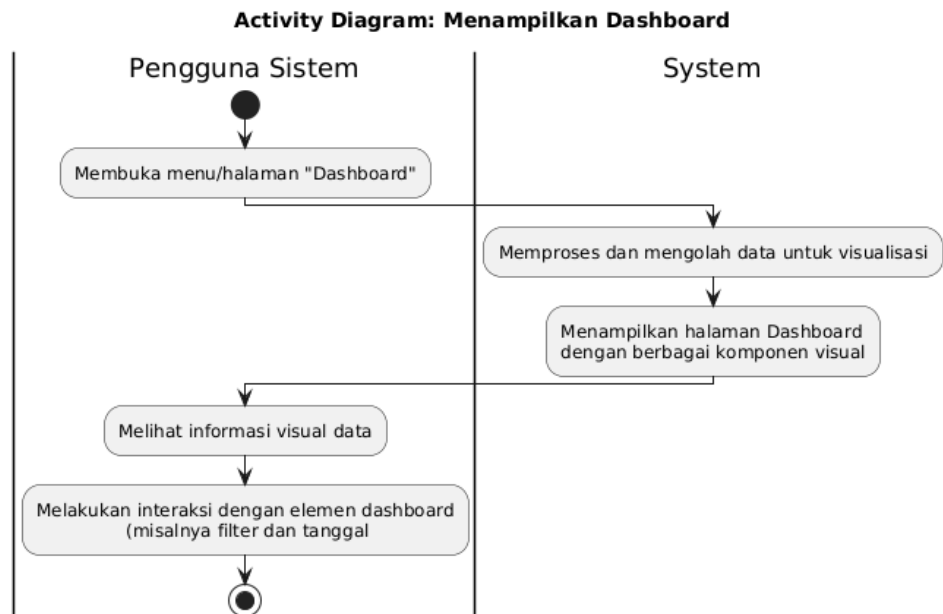 Activity Diagram: Menampilkan Dashboard
Pengguna Sistem
System
Membuka menu/halaman "Dashboard"
Memproses dan mengolah data untuk visualisasi
Menampilkan halaman Dashboard
dengan berbagai komponen visual
Melihat informasi visual data
Melakukan interaksi dengan elemen dashboard
(misalnya filter dan tanggal